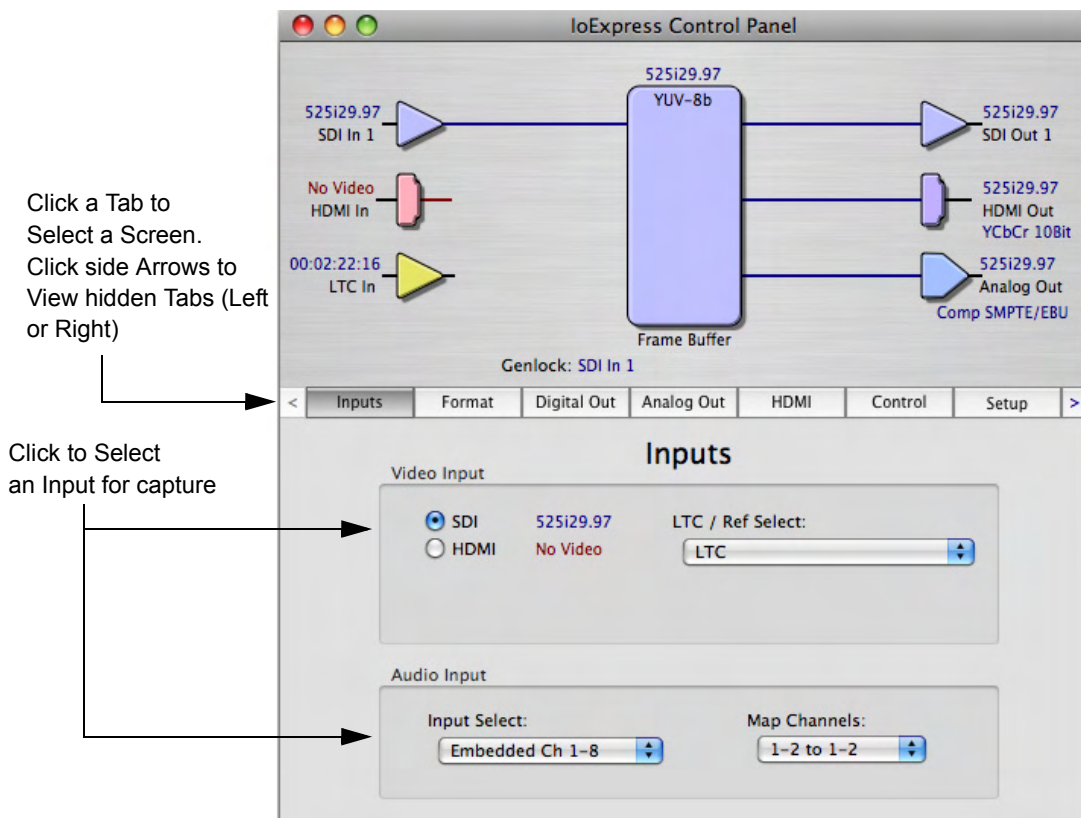 IoExpress Control Panel
525i29.97
YUV-8b
525i29.97
SDI In 1
525i29.97
SDI Out 1
No Video
HDMI In
525i29.97
HDMI Out
YCbCr 10Bit
00:02:22:16
LTC In
525i29.97
Analog Out
Comp SMPTE/EBU
Frame Buffer
Genlock: SDI In 1
Click a Tab to
Select a Screen.
Click side Arrows to
View hidden Tabs (Left
or Right)
< Inputs Format Digital Out Analog Out HDMI Control Setup >
Click to Select
an Input for capture
Inputs
Video Input
SDI 525i29.97
HDMI No Video
LTC / Ref Select:
LTC
Audio Input
Input Select:
Embedded Ch 1-8
Map Channels:
1-2 to 1-2